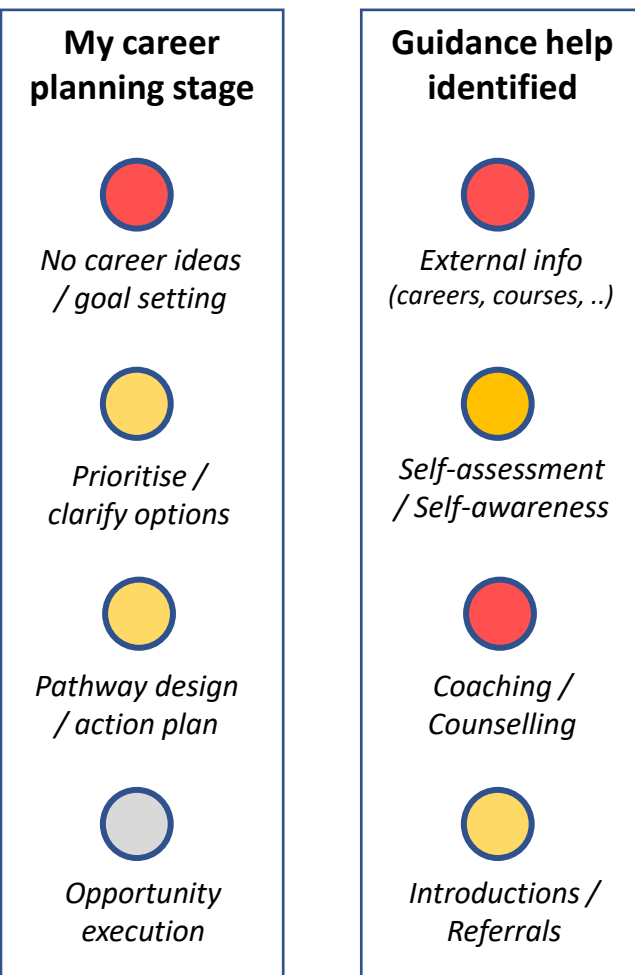 My career
planning stage
No career ideas
/ goal setting
Prioritise /
clarify options
Pathway design
/ action plan
Opportunity
execution
Guidance help
identified
External info
(careers, courses, ..)
Self-assessment
/ Self-awareness
Coaching /
Counselling
Introductions /
Referrals